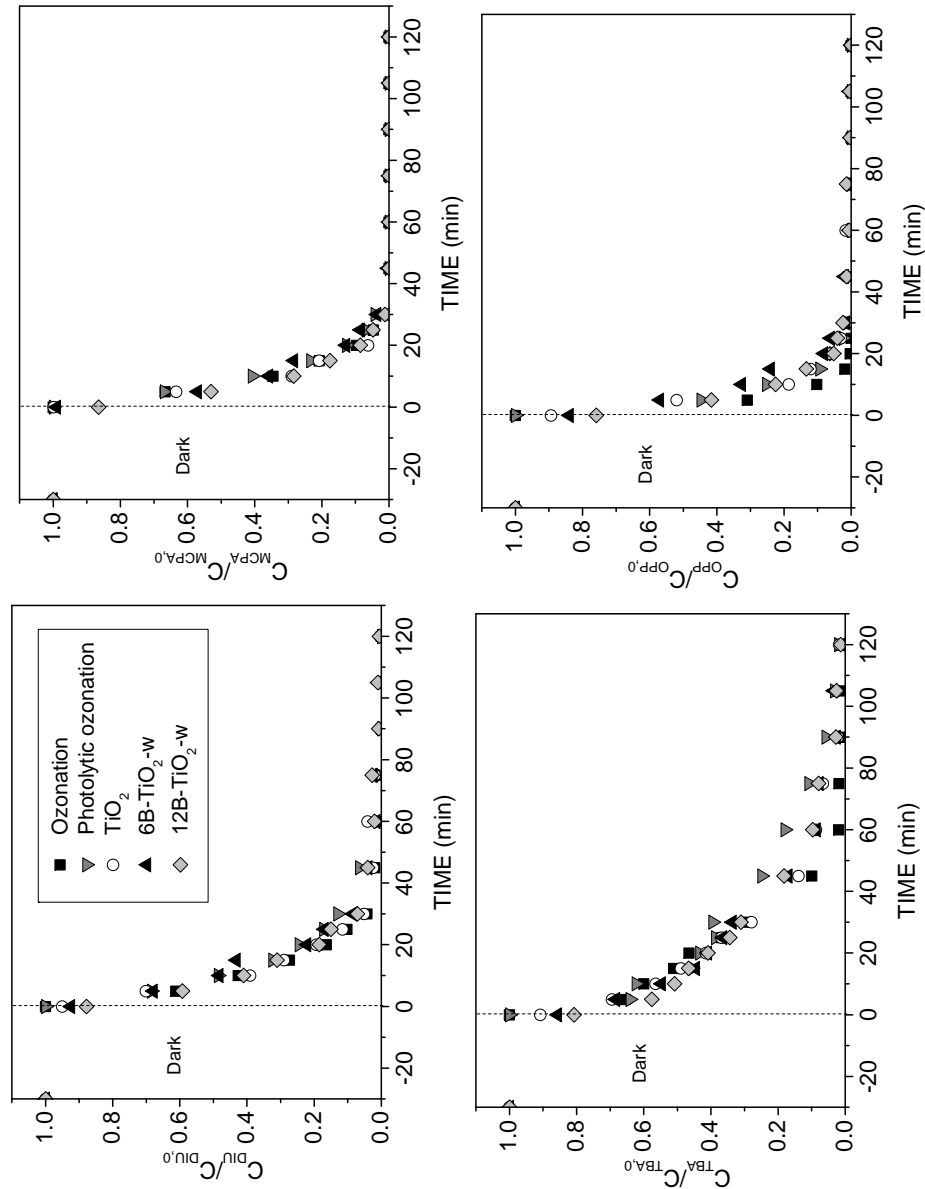 C_DIU/C_DIU,0
1.0
0.8
0.6
0.4
0.2
0.0
Dark
Ozonation
Photolytic ozonation
TiO₂
6B-TiO₂-w
12B-TiO₂-w
-20 0 20 40 60 80 100 120
TIME (min)
C_MCPA/C_MCPA,0
1.0
0.8
0.6
0.4
0.2
0.0
Dark
-20 0 20 40 60 80 100 120
TIME (min)
C_TBA/C_TBA,0
1.0
0.8
0.6
0.4
0.2
0.0
Dark
-20 0 20 40 60 80 100 120
TIME (min)
C_OPP/C_OPP,0
1.0
0.8
0.6
0.4
0.2
0.0
Dark
-20 0 20 40 60 80 100 120
TIME (min)